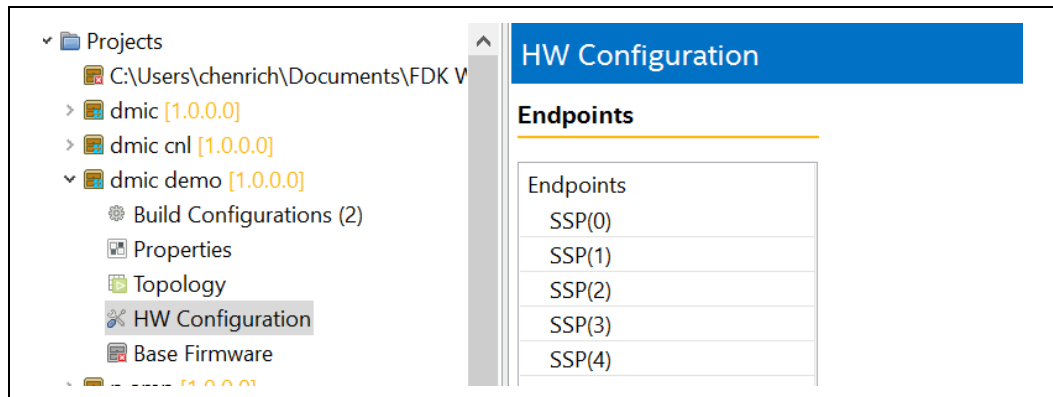 Projects
C:\Users\chenrich\Documents\FDK W
dmic [1.0.0.0]
dmic cnl [1.0.0.0]
dmic demo [1.0.0.0]
Build Configurations (2)
Properties
Topology
HW Configuration
Base Firmware
HW Configuration
Endpoints
Endpoints
SSP(0)
SSP(1)
SSP(2)
SSP(3)
SSP(4)